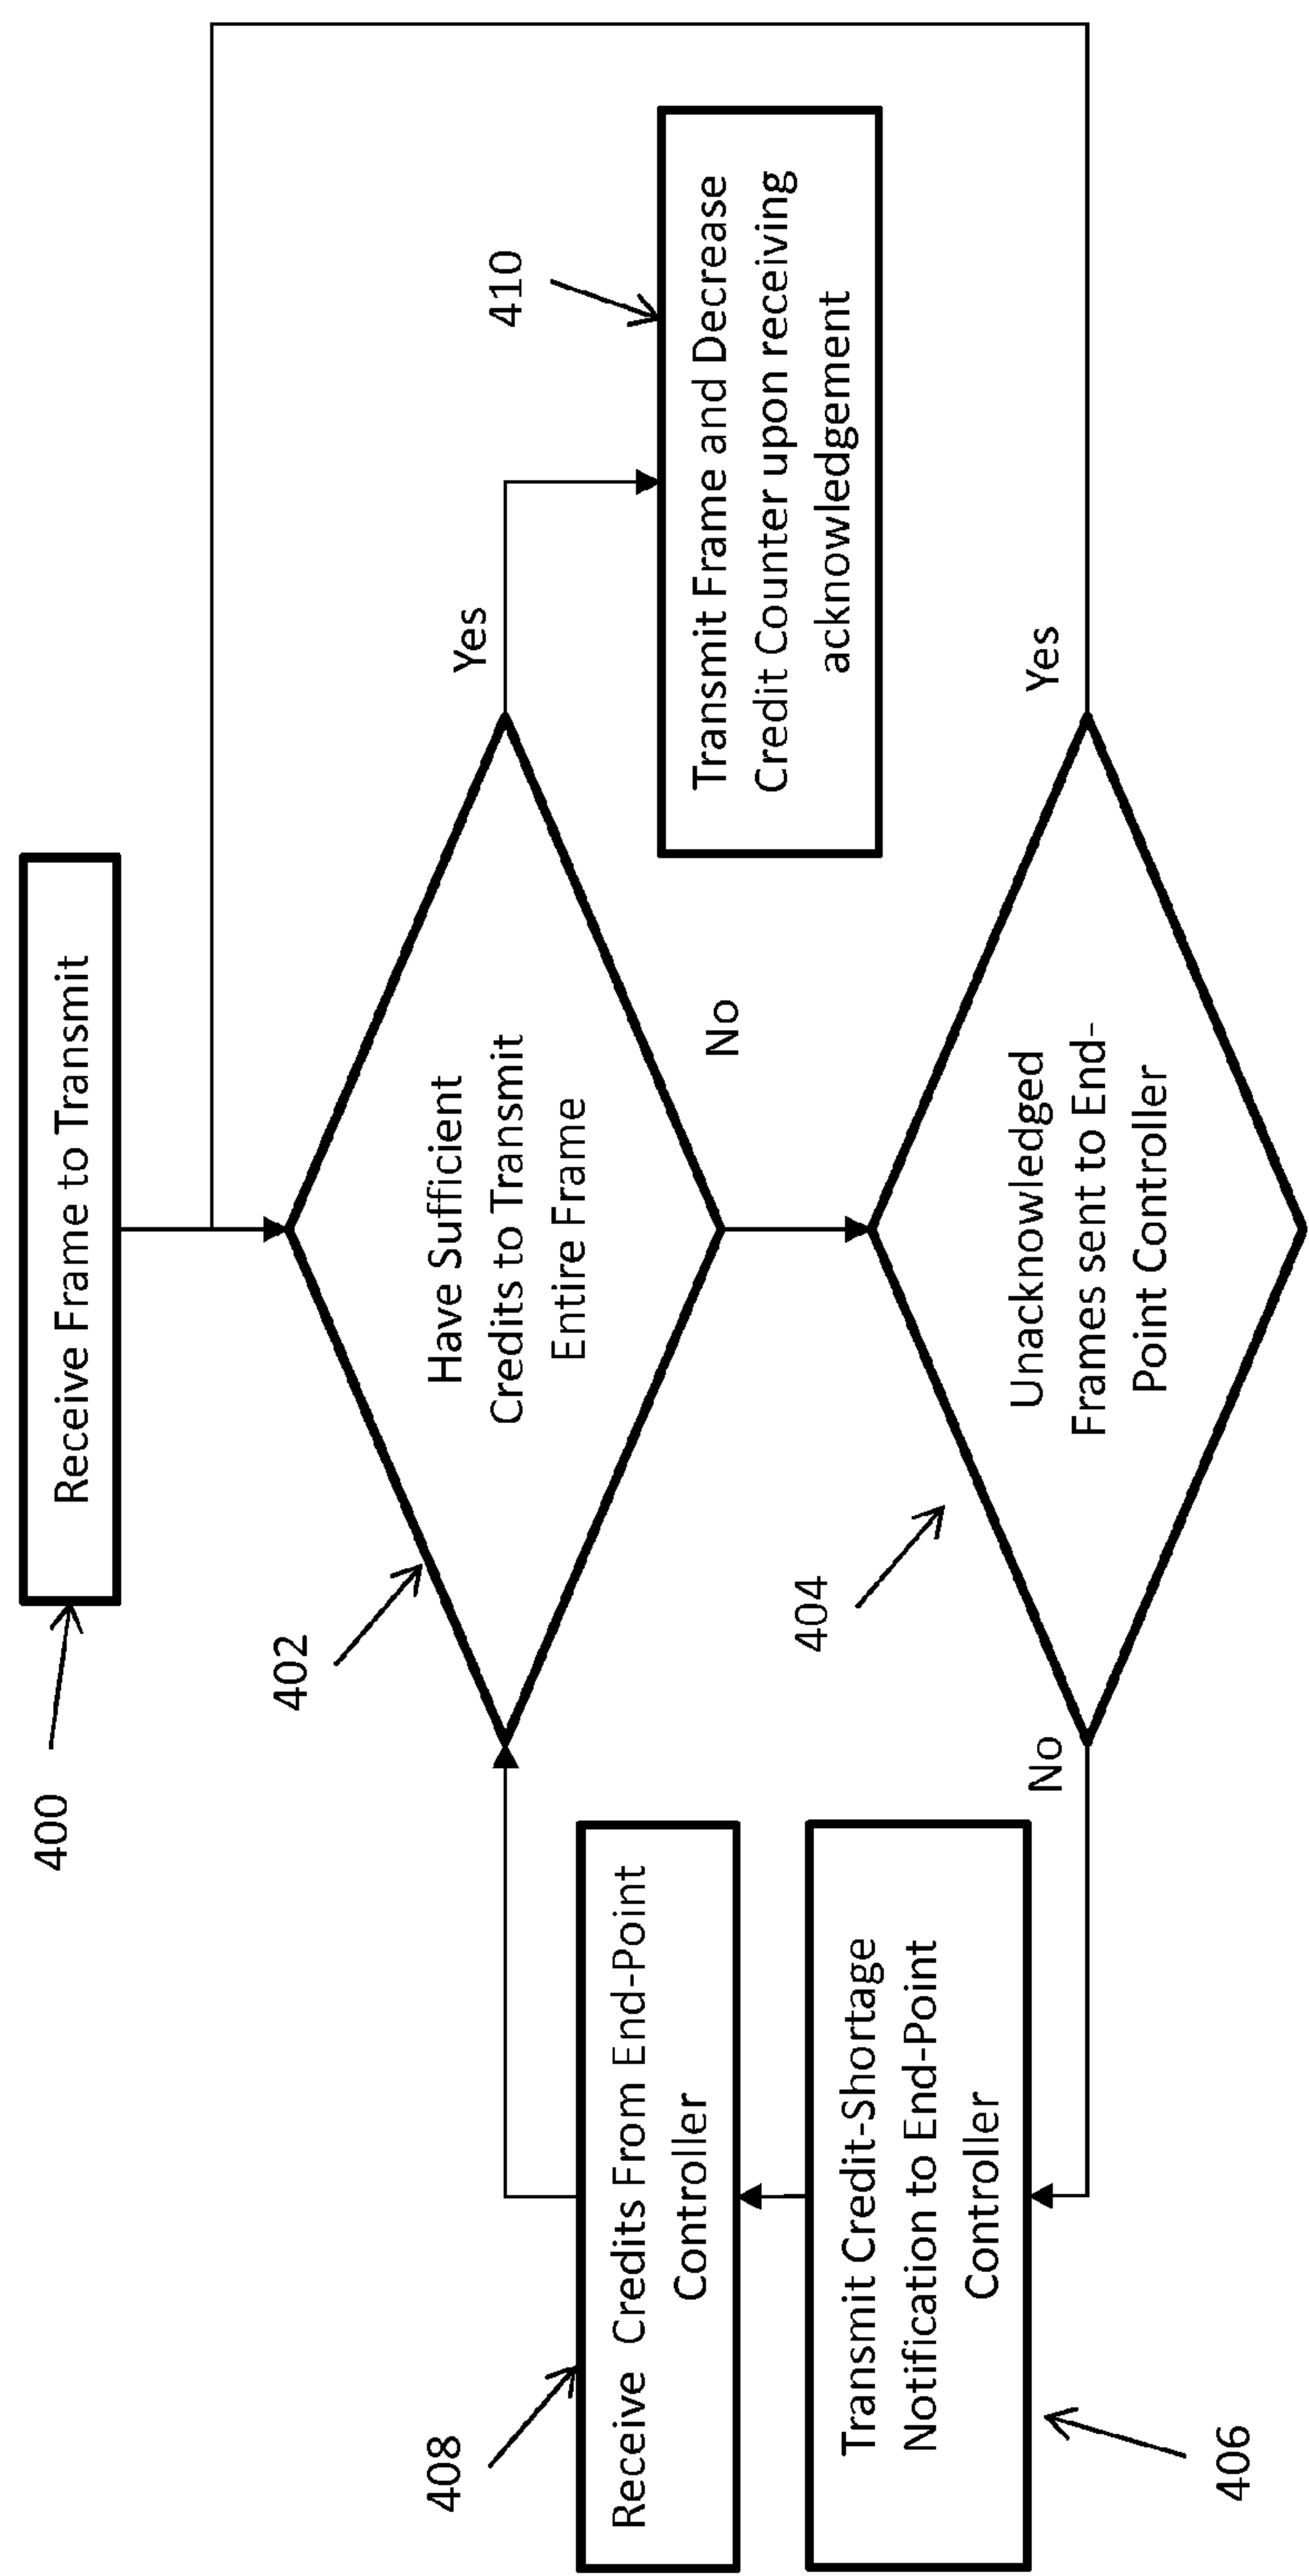 400
Receive Frame to Transmit
402
Have Sufficient
Credits to Transmit
Entire Frame
Yes
410
Transmit Frame and Decrease
Credit Counter upon receiving
acknowledgement
No
404
Unacknowledged
Frames sent to End-
Point Controller
Yes
No
408
Receive Credits From End-Point
Controller
406
Transmit Credit-Shortage
Notification to End-Point
Controller